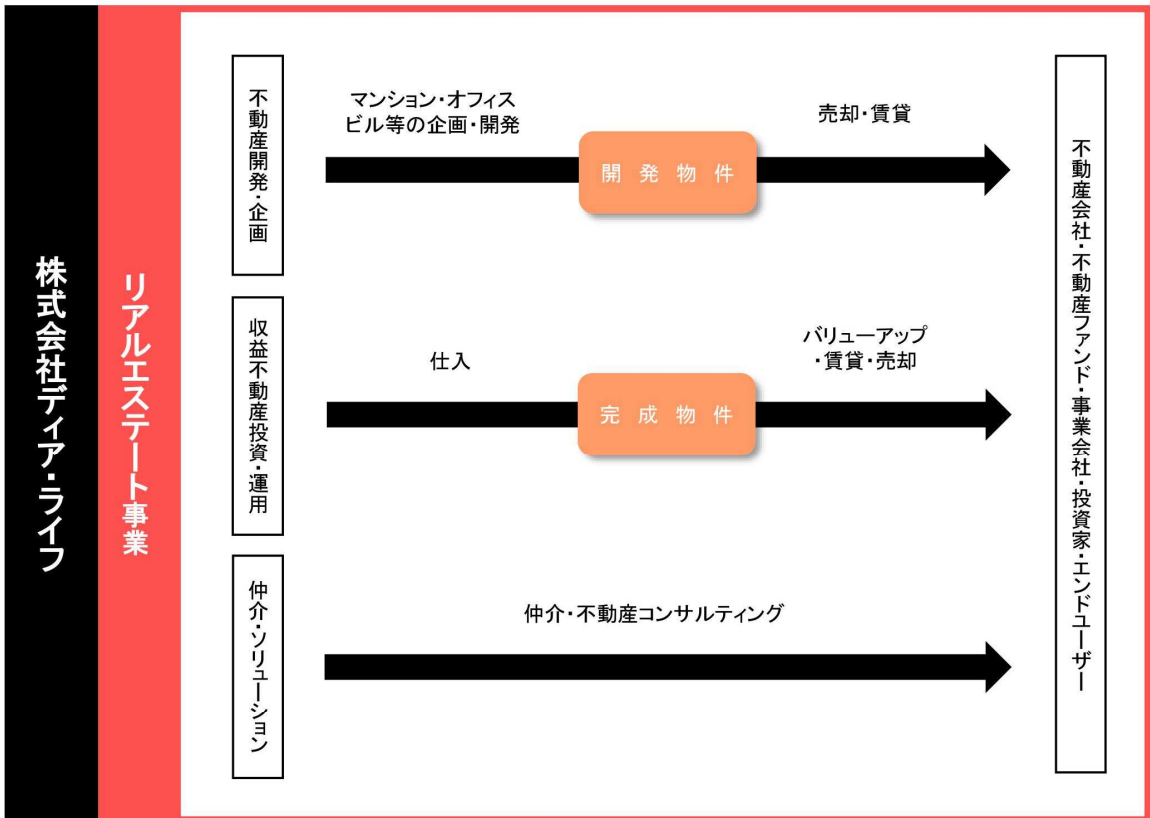 株式会社ディア・ライフ
リアルエステート事業
不動産開発・企画
マンション・オフィス
ビル等の企画・開発
開発物件
売却・賃貸
収益不動産投資・運用
仕入
完成物件
バリューアップ
・賃貸・売却
仲介・ソリューション
仲介・不動産コンサルティング
不動産会社・不動産ファンド・事業会社・投資家・エンドユーザー